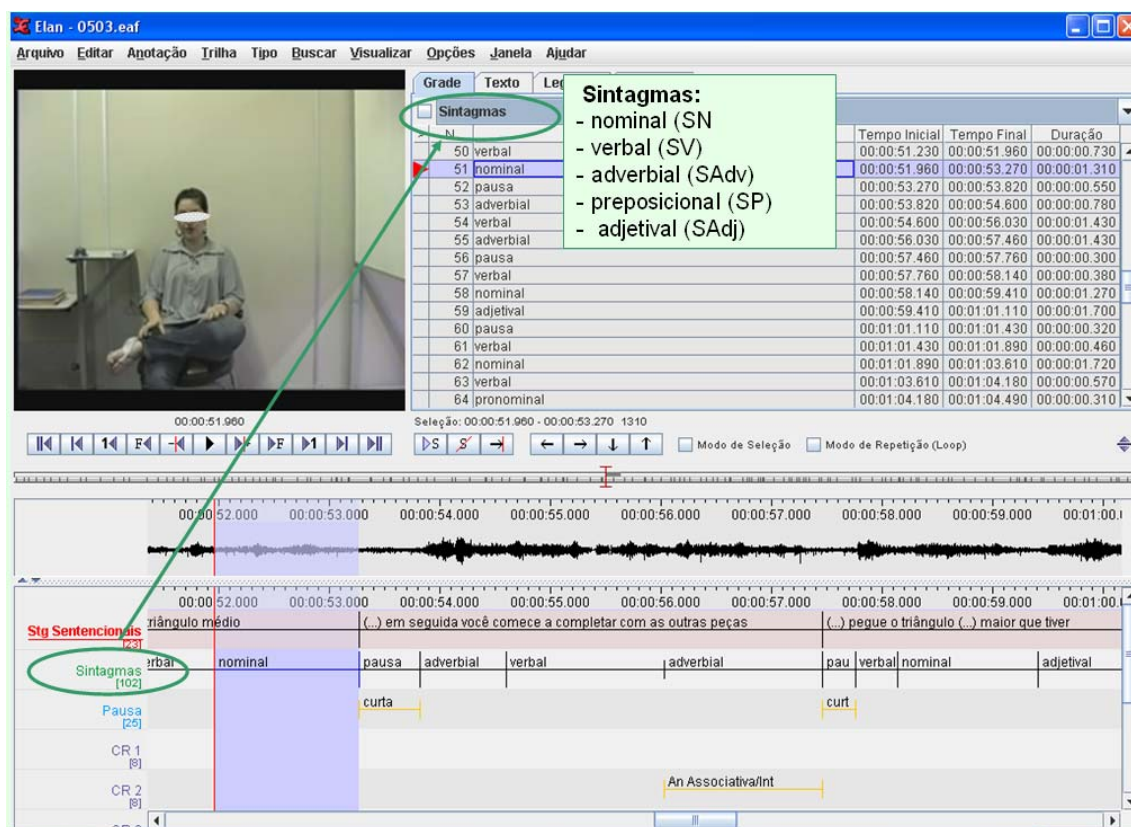 Elan - 0503.eaf
Arquivo Editar Anotação Trilha Tipo Buscar Visualizar Opções Janela Ajudar
Grade Texto Leg
Sintagmas
Sintagmas:
- nominal (SN
- verbal (SV)
- adverbial (SAdv)
- preposicional (SP)
- adjetival (SAdj)
> N Tempo Inicial Tempo Final Duração
50 verbal 00:00:51.230 00:00:51.960 00:00:00.730
51 nominal 00:00:51.960 00:00:53.270 00:00:01.310
52 pausa 00:00:53.270 00:00:53.820 00:00:00.550
53 adverbial 00:00:53.820 00:00:54.600 00:00:00.780
54 verbal 00:00:54.600 00:00:56.030 00:00:01.430
55 adverbial 00:00:56.030 00:00:57.460 00:00:01.430
56 pausa 00:00:57.460 00:00:57.760 00:00:00.300
57 verbal 00:00:57.760 00:00:58.140 00:00:00.380
58 nominal 00:00:58.140 00:00:59.410 00:00:01.270
59 adjetival 00:00:59.410 00:01:01.110 00:00:01.700
60 pausa 00:01:01.110 00:01:01.430 00:00:00.320
61 verbal 00:01:01.430 00:01:01.890 00:00:00.460
62 nominal 00:01:01.890 00:01:03.610 00:00:01.720
63 verbal 00:01:03.610 00:01:04.180 00:00:00.570
64 pronominal 00:01:04.180 00:01:04.490 00:00:00.310
00:00:51.960
Seleção: 00:00:51.960 - 00:00:53.270 1310
1 F F 1 S S Modo de Seleção Modo de Repetição (Loop)
00:00:52.000 00:00:53.000 00:00:54.000 00:00:55.000 00:00:56.000 00:00:57.000 00:00:58.000 00:00:59.000 00:01:00.
00:00:52.000 00:00:53.000 00:00:54.000 00:00:55.000 00:00:56.000 00:00:57.000 00:00:58.000 00:00:59.000 00:01:00.
Stg Sentencionais riângulo médio (...) em seguida você comece a completar com as outras peças (...) pegue o triângulo (...) maior que tiver
[23]
Sintagmas erbal nominal pausa adverbial verbal adverbial pau verbal nominal adjetival
[102]
Pausa curta curt
[25]
CR 1
[8]
CR 2 An Associativa/Int
[8]